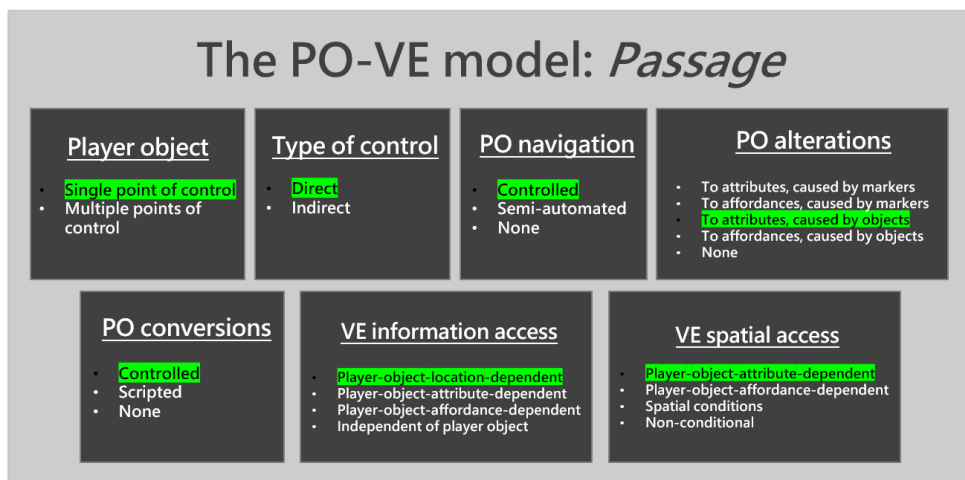 The PO-VE model: Passage
Player object
• Single point of control
• Multiple points of
control
Type of control
• Direct
• Indirect
PO navigation
• Controlled
• Semi-automated
• None
PO alterations
• To attributes, caused by markers
• To affordances, caused by markers
• To attributes, caused by objects
• To affordances, caused by objects
• None
PO conversions
• Controlled
• Scripted
• None
VE information access
• Player-object-location-dependent
• Player-object-attribute-dependent
• Player-object-affordance-dependent
• Independent of player object
VE spatial access
• Player-object-attribute-dependent
• Player-object-affordance-dependent
• Spatial conditions
• Non-conditional